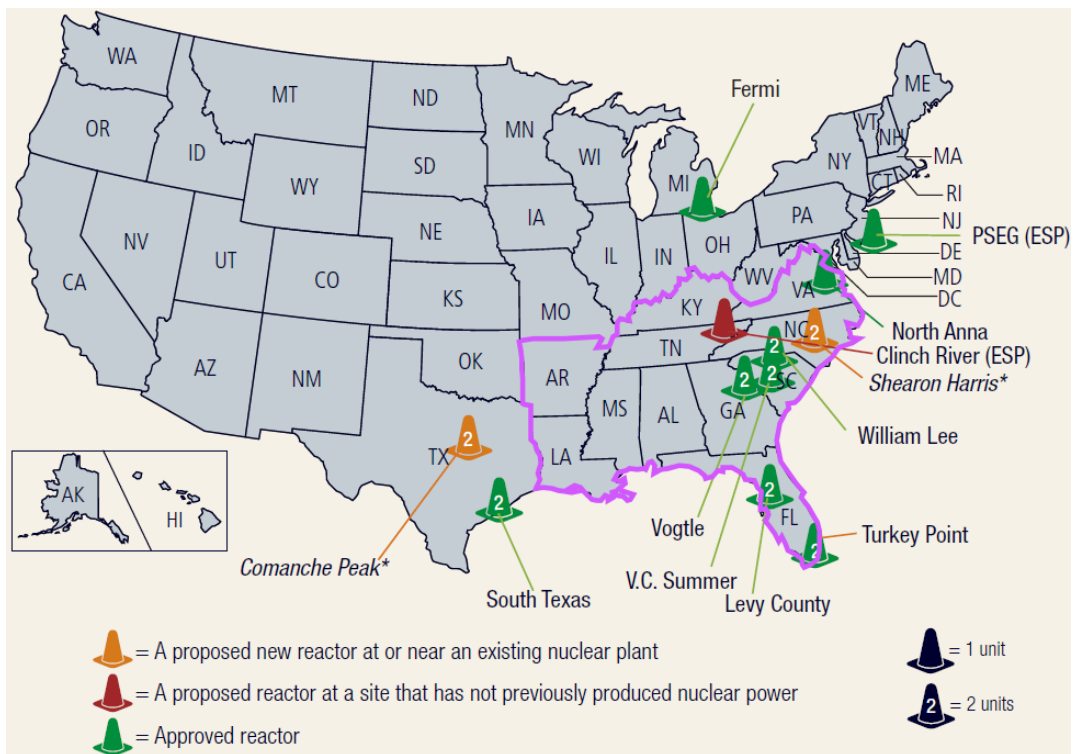 WA
OR
CA
NV
ID
MT
WY
UT
AZ
CO
NM
ND
SD
NE
KS
OK
TX
MN
IA
MO
AR
LA
WI
IL
MI
IN
OH
KY
TN
MS
AL
GA
FL
SC
NC
VA
WV
PA
NY
VT
NH
ME
MA
RI
CT
NJ
DE
MD
DC
AK
HI
Fermi
PSEG (ESP)
North Anna
Clinch River (ESP)
Shearon Harris*
William Lee
Turkey Point
Vogtle
V.C. Summer
Levy County
South Texas
Comanche Peak*
2
2
2
2
2
2
2
2
= A proposed new reactor at or near an existing nuclear plant
= A proposed reactor at a site that has not previously produced nuclear power
= Approved reactor
= 1 unit
2 = 2 units